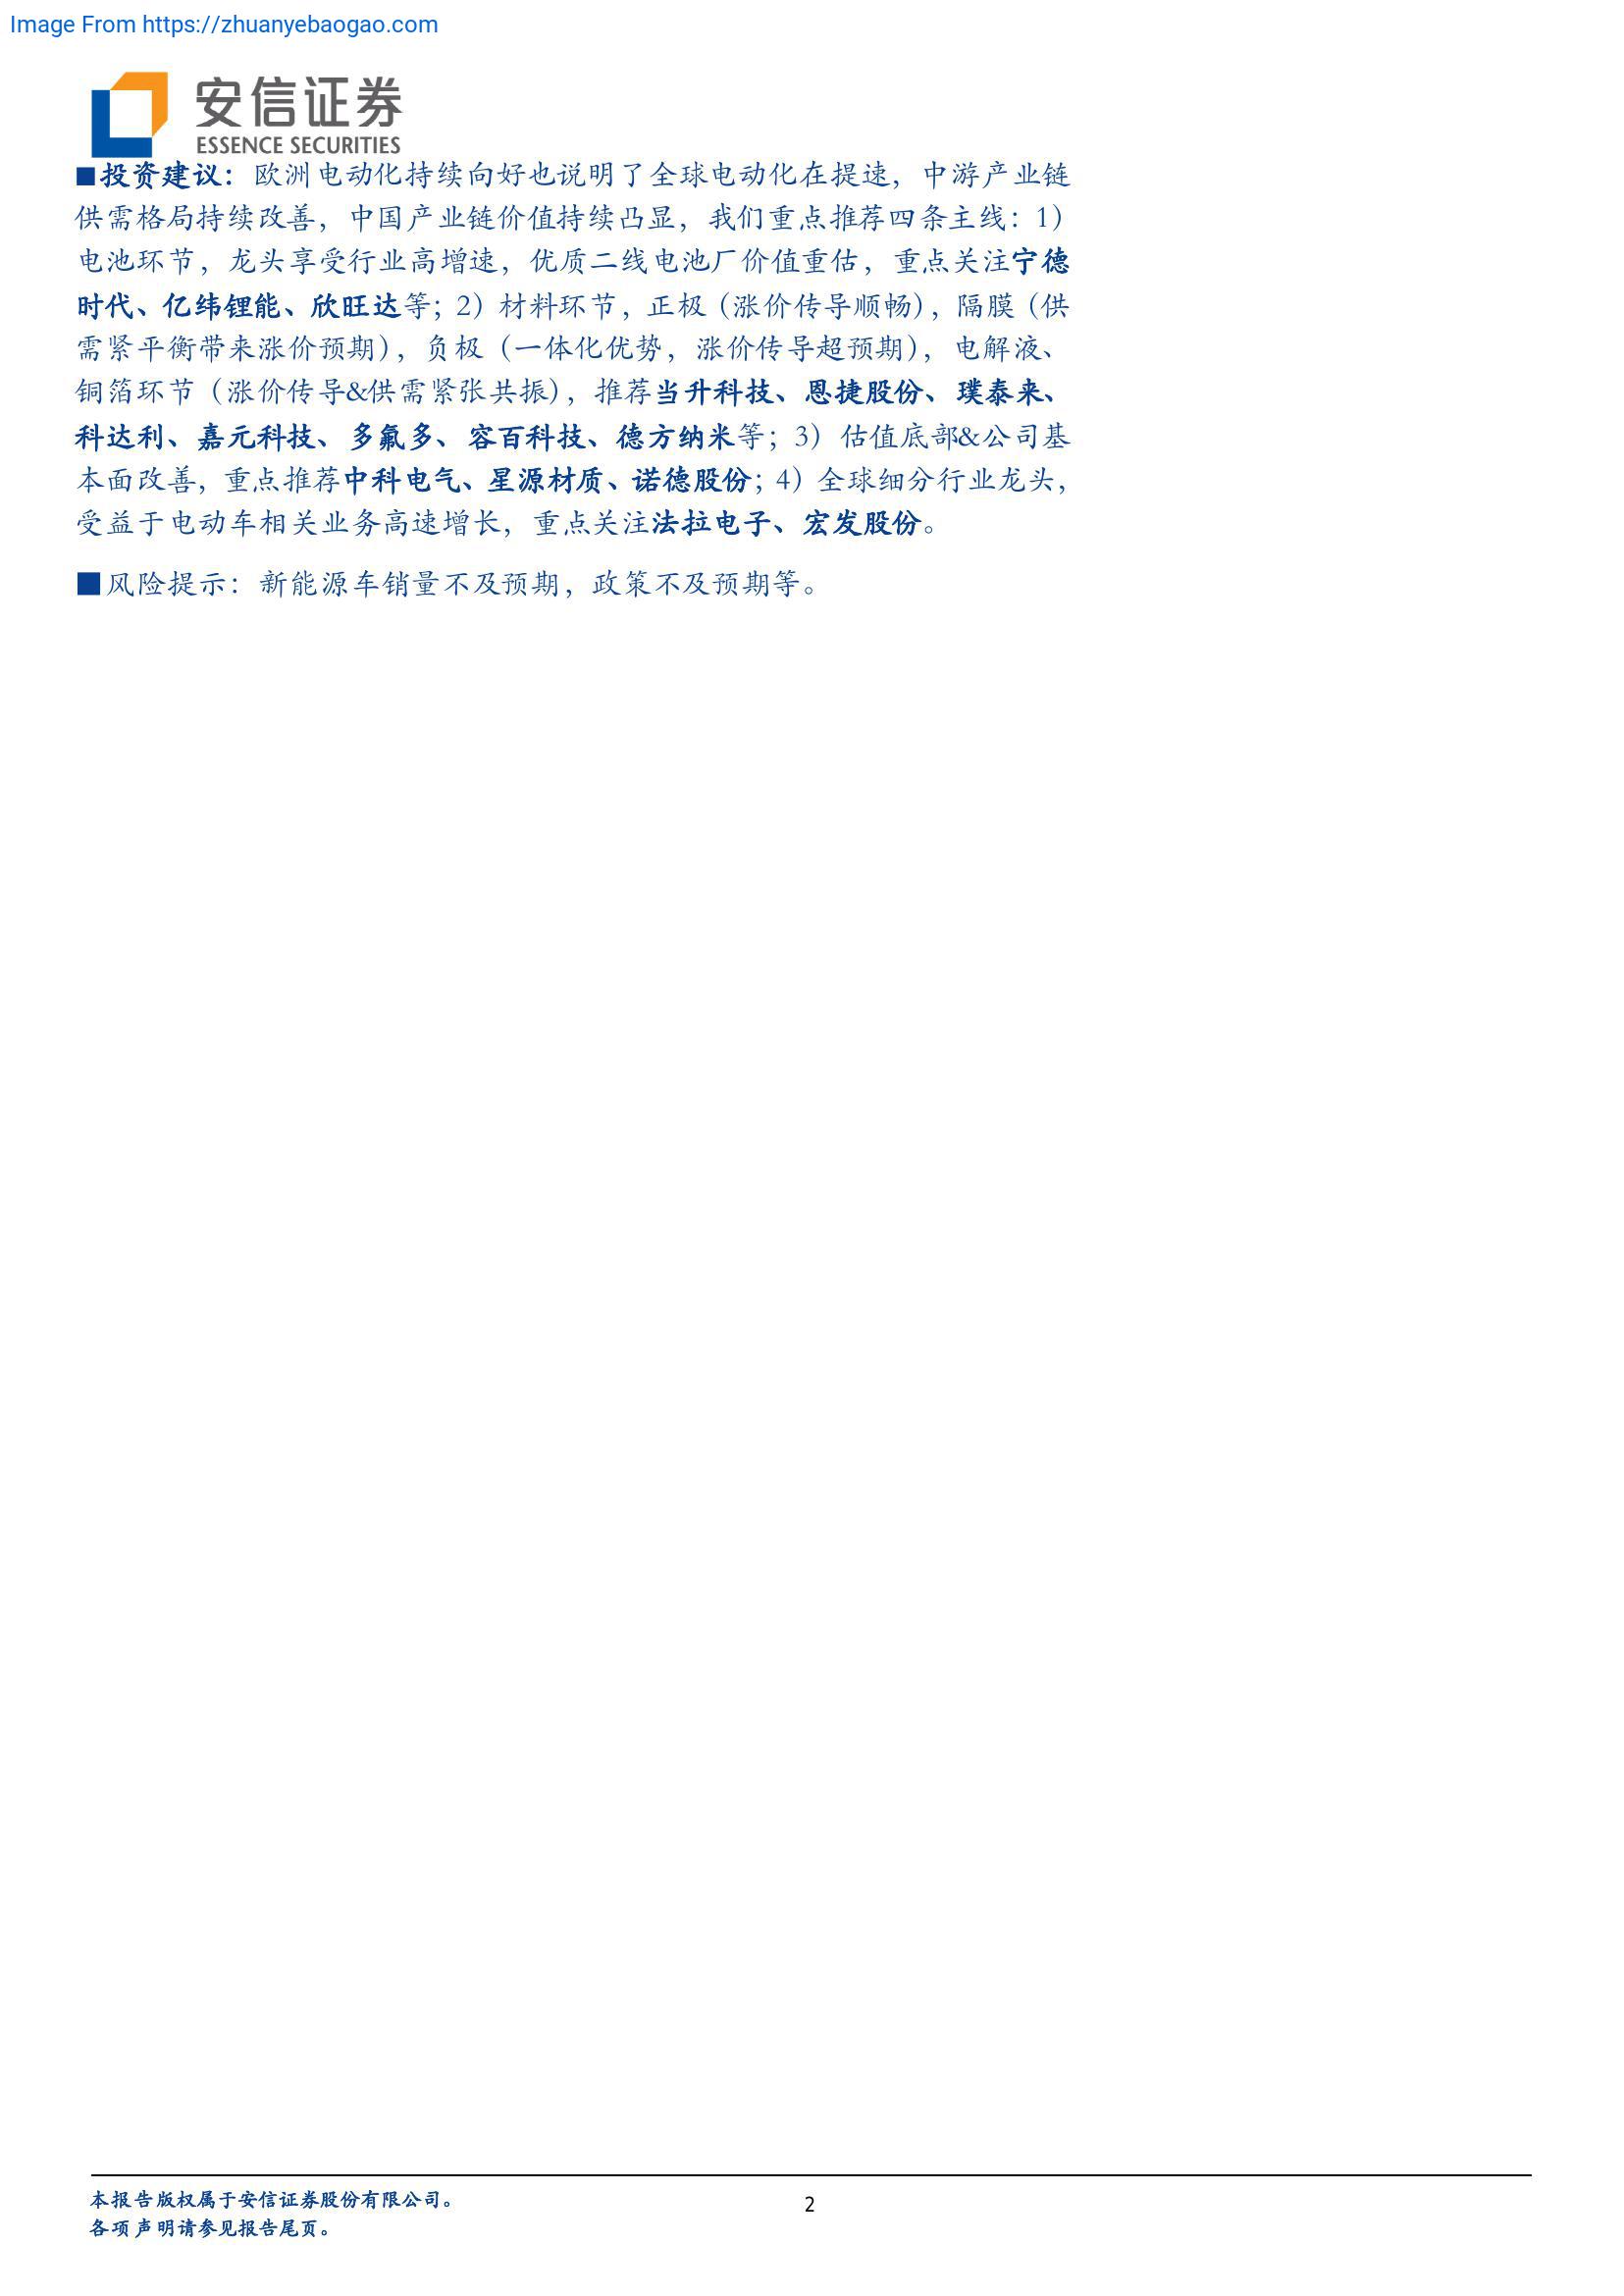 Image From https://zhuanyebaogao.com
安信证券
ESSENCE SECURITIES
■投资建议：欧洲电动化持续向好也说明了全球电动化在提速，中游产业链
供需格局持续改善，中国产业链价值持续凸显，我们重点推荐四条主线：1）
电池环节，龙头享受行业高增速，优质二线电池厂价值重估，重点关注宁德
时代、亿纬锂能、欣旺达等；2）材料环节，正极（涨价传导顺畅），隔膜（供
需紧平衡带来涨价预期），负极（一体化优势，涨价传导超预期），电解液、
铜箔环节（涨价传导&供需紧张共振），推荐当升科技、恩捷股份、璞泰来、
科达利、嘉元科技、多氟多、容百科技、德方纳米等；3）估值底部&公司基
本面改善，重点推荐中科电气、星源材质、诺德股份；4）全球细分行业龙头，
受益于电动车相关业务高速增长，重点关注法拉电子、宏发股份。
■风险提示：新能源车销量不及预期，政策不及预期等。
本报告版权属于安信证券股份有限公司。
2
各项声明请参见报告尾页。